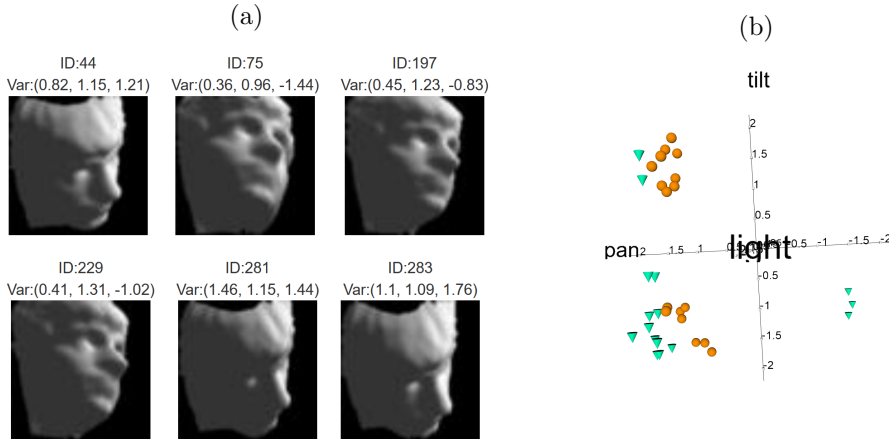 (a)
ID:44
Var:(0.82, 1.15, 1.21)
ID:75
Var:(0.36, 0.96, -1.44)
ID:197
Var:(0.45, 1.23, -0.83)
ID:229
Var:(0.41, 1.31, -1.02)
ID:281
Var:(1.46, 1.15, 1.44)
ID:283
Var:(1.1, 1.09, 1.76)
(b)
tilt
2
1.5
1
0.5
pan
2 1.5 1
light
-0.5 -1 -1.5 -2
-0.5
-1
-1.5
-2